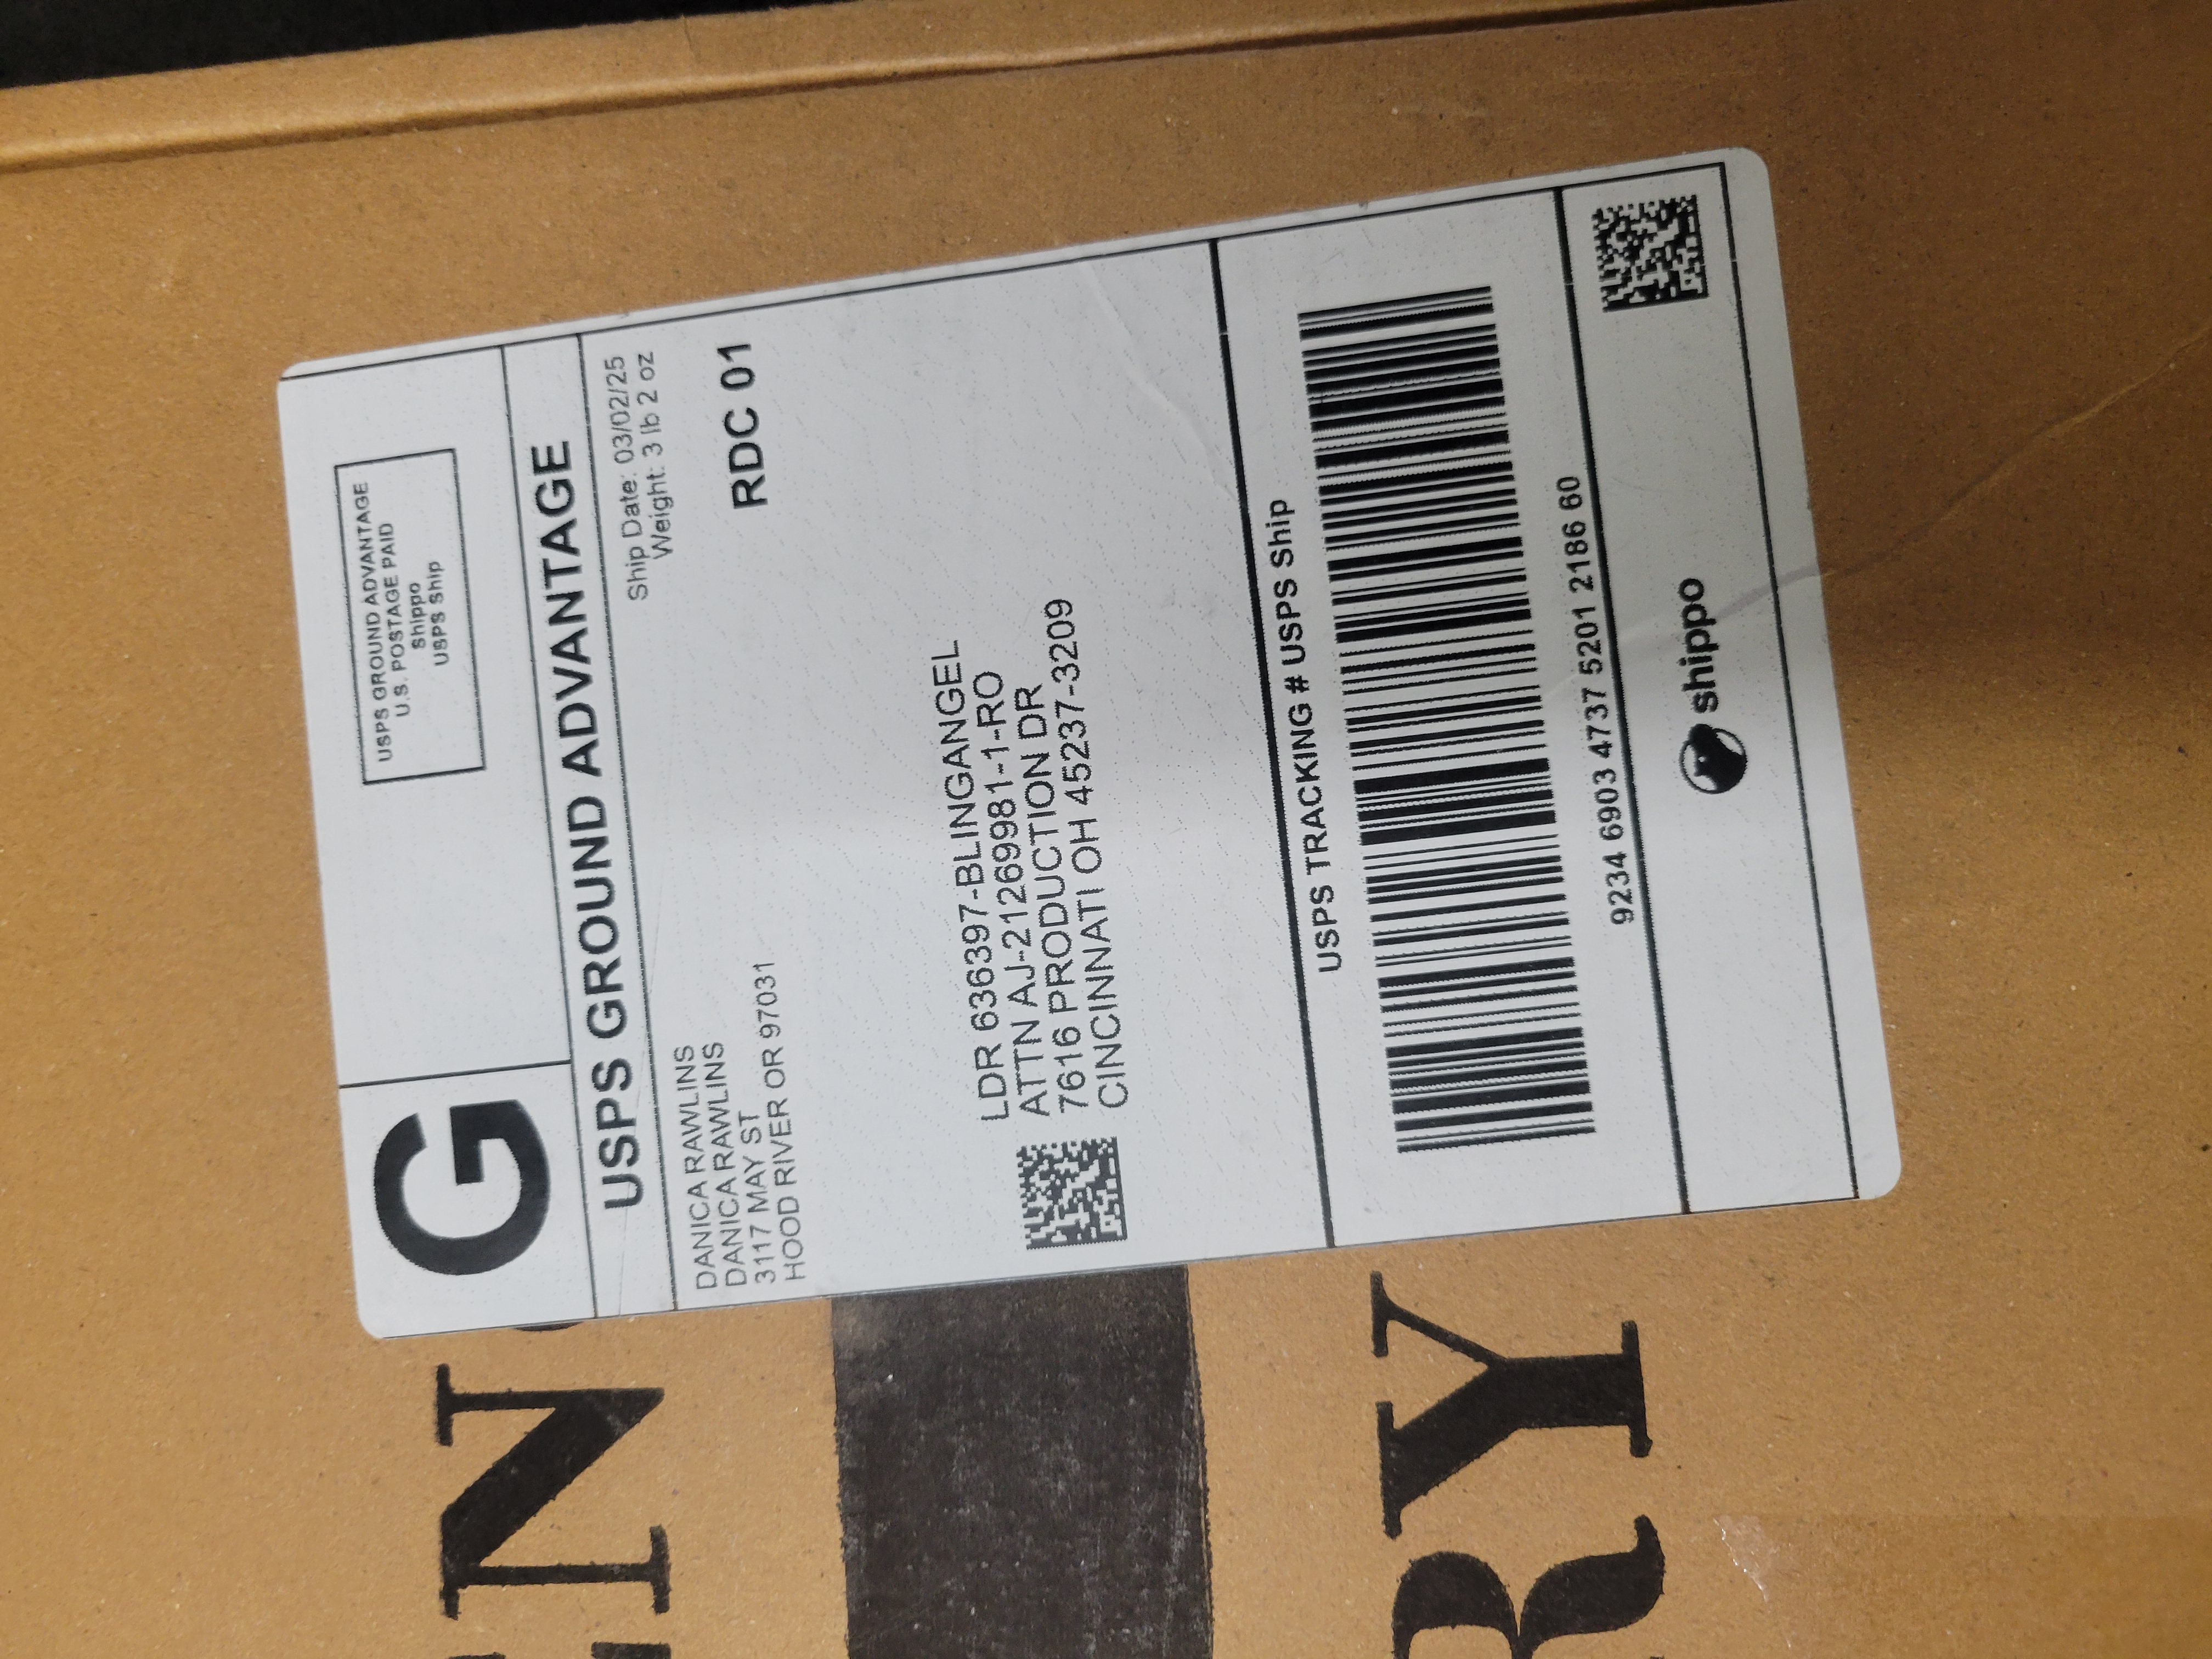 G
USPS GROUND ADVANTAGE
U.S. POSTAGE PAID
Shippo
USPS Ship
USPS GROUND ADVANTAGE
Ship Date: 03/02/25
Weight: 3 lb 2 oz
RDC 01
DANICA RAWLINS
DANICA RAWLINS
3117 MAY ST
HOOD RIVER OR 97031
LDR 636397-BLINGANGEL
ATTN AJ-212699981-1-RO
7616 PRODUCTION DR
CINCINNATI OH 45237-3209
USPS TRACKING # USPS Ship
9234 6903 4737 5201 2186 60
shippo